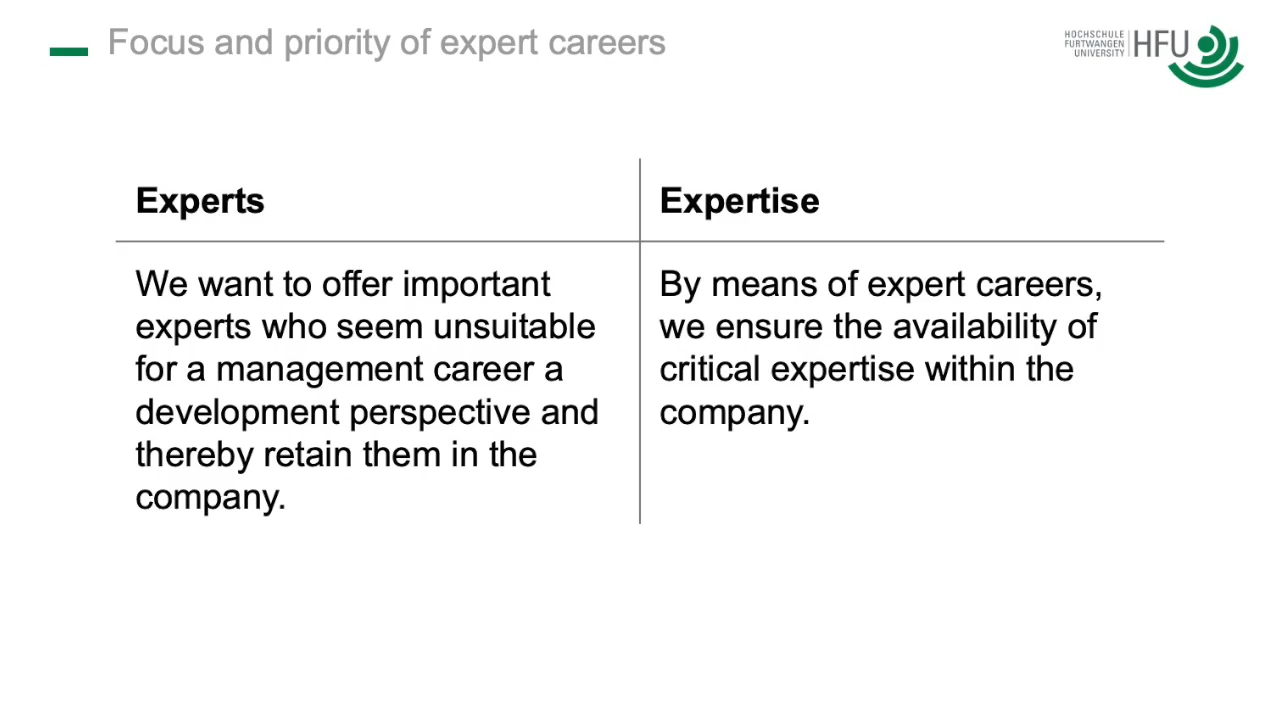 Focus and priority of expert careers
HOCHSCHULE
FURTWANGEN
UNIVERSITY
HFU
Experts
We want to offer important
experts who seem unsuitable
for a management career a
development perspective and
thereby retain them in the
company.
Expertise
By means of expert careers,
we ensure the availability of
critical expertise within the
company.